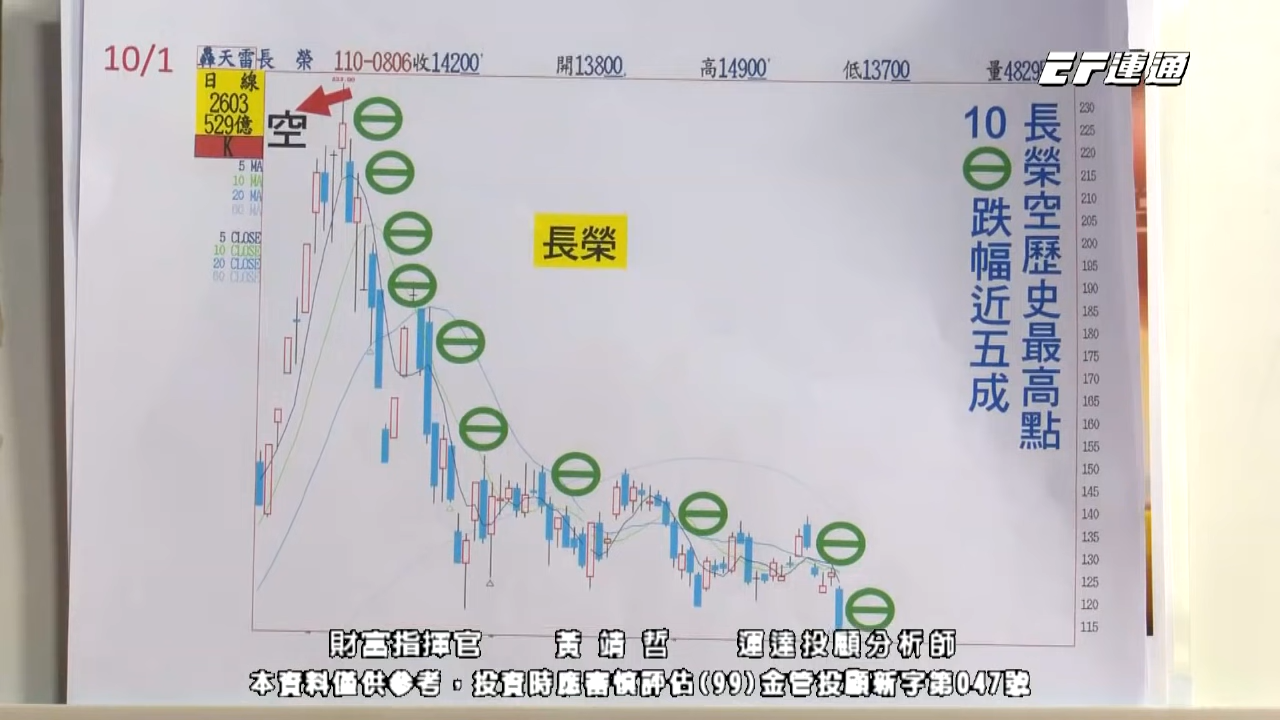 10/1
轟天雷長 榮 110-0806收14200 開13800 高14900 低13700 量4829
EF運通
日 線
2603
529億
K
空
5 MA
10 MA
20 MA
60 MA
5 CLOSE
10 CLOSE
20 CLOSE
60 CLOSE
長榮
長榮空歷史最高點
10⊖跌幅近五成
230
225
220
215
210
205
200
195
190
185
180
175
170
165
160
155
150
145
140
135
130
125
120
115
財富指揮官 黃靖哲 運達投顧分析師
本資料僅供參考，投資時應審慎評估(99)金管投顧新字第047號